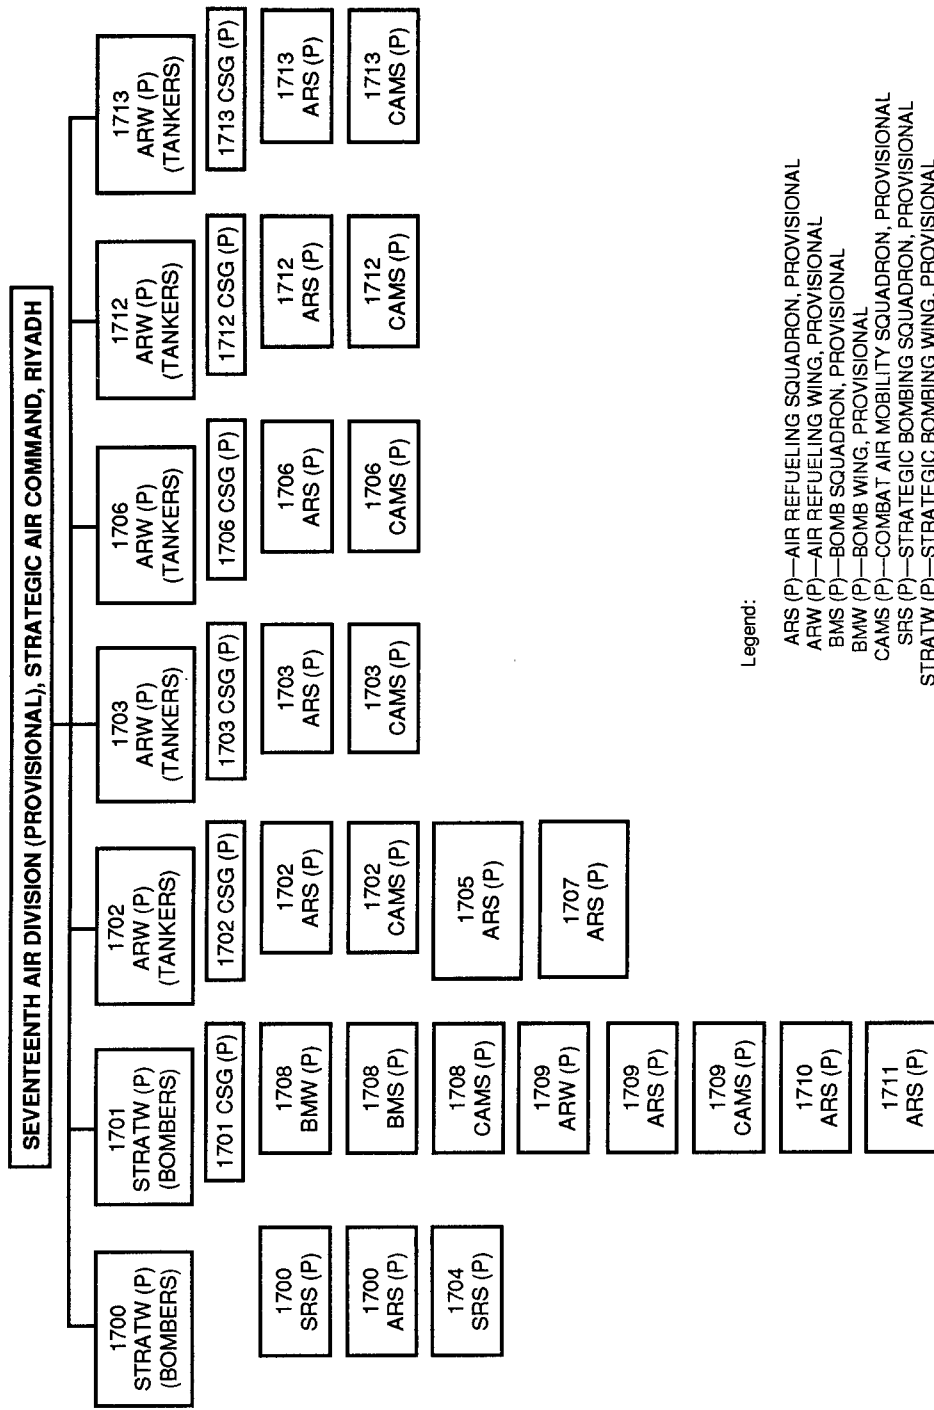 SEVENTEENTH AIR DIVISION (PROVISIONAL), STRATEGIC AIR COMMAND, RIYADH
1700
STRATW (P)
(BOMBERS)
1700
SRS (P)
1700
ARS (P)
1704
SRS (P)
1701
STRATW (P)
(BOMBERS)
1701 CSG (P)
1708
BMW (P)
1708
BMS (P)
1708
CAMS (P)
1709
ARW (P)
1709
ARS (P)
1709
CAMS (P)
1710
ARS (P)
1711
ARS (P)
1702
ARW (P)
(TANKERS)
1702 CSG (P)
1702
ARS (P)
1702
CAMS (P)
1705
ARS (P)
1707
ARS (P)
1703
ARW (P)
(TANKERS)
1703 CSG (P)
1703
ARS (P)
1703
CAMS (P)
1706
ARW (P)
(TANKERS)
1706 CSG (P)
1706
ARS (P)
1706
CAMS (P)
1712
ARW (P)
(TANKERS)
1712 CSG (P)
1712
ARS (P)
1712
CAMS (P)
1713
ARW (P)
(TANKERS)
1713 CSG (P)
1713
ARS (P)
1713
CAMS (P)
Legend:
ARS (P)—AIR REFUELING SQUADRON, PROVISIONAL
ARW (P)—AIR REFUELING WING, PROVISIONAL
BMS (P)—BOMB SQUADRON, PROVISIONAL
BMW (P)—BOMB WING, PROVISIONAL
CAMS (P)—COMBAT AIR MOBILITY SQUADRON, PROVISIONAL
SRS (P)—STRATEGIC BOMBING SQUADRON, PROVISIONAL
STRATW (P)—STRATEGIC BOMBING WING, PROVISIONAL